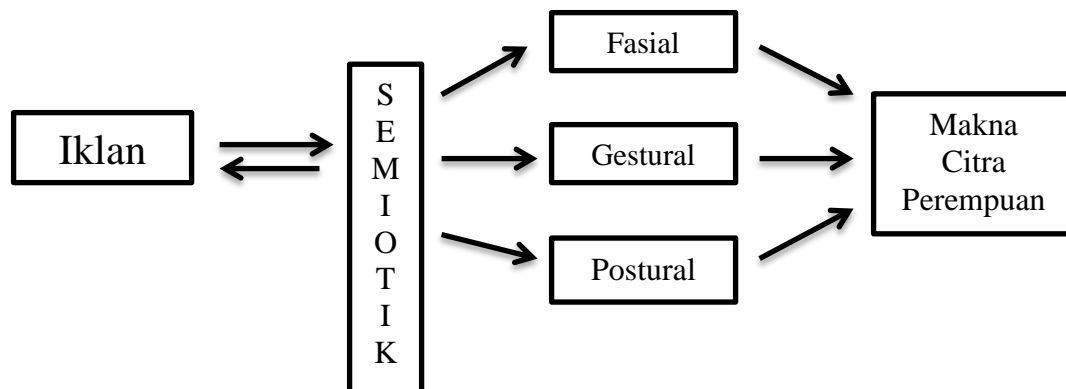 Iklan
S
E
M
I
O
T
I
K
Fasial
Gestural
Postural
Makna
Citra
Perempuan